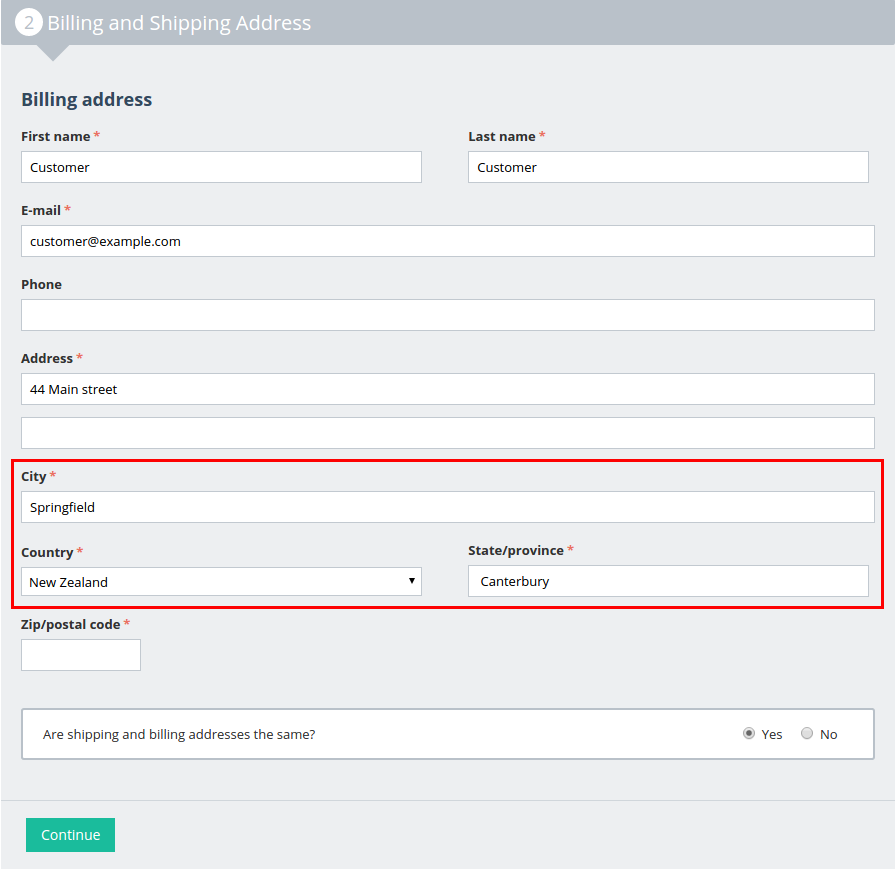 2 Billing and Shipping Address
Billing address
First name * Last name *
Customer Customer
E-mail *
customer@example.com
Phone
Address *
44 Main street
City *
Springfield
Country * State/province *
New Zealand Canterbury
Zip/postal code *
Are shipping and billing addresses the same? Yes No
Continue